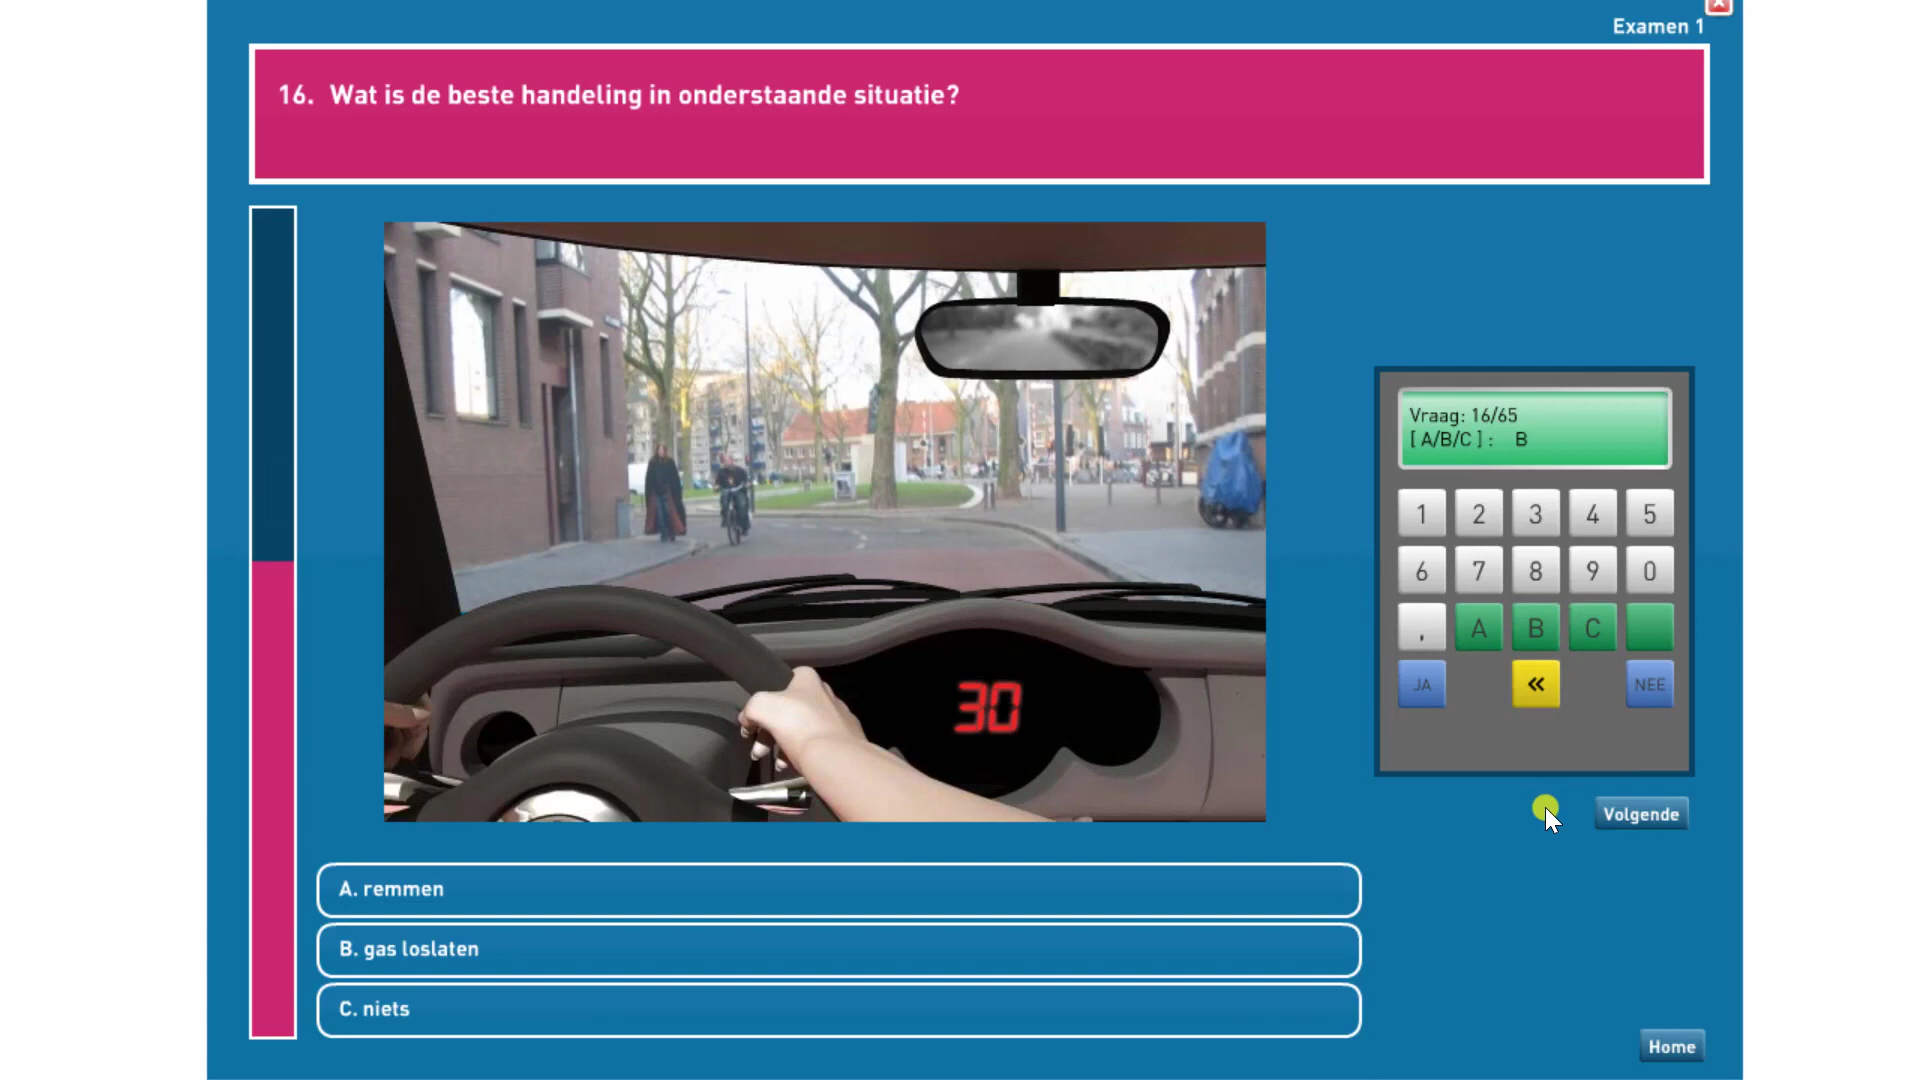 Examen 1
16. Wat is de beste handeling in onderstaande situatie?
30
Vraag: 16/65
[A/B/C]: B
1 2 3 4 5
6 7 8 9 0
, A B C
JA « NEE
Volgende
A. remmen
B. gas loslaten
C. niets
Home